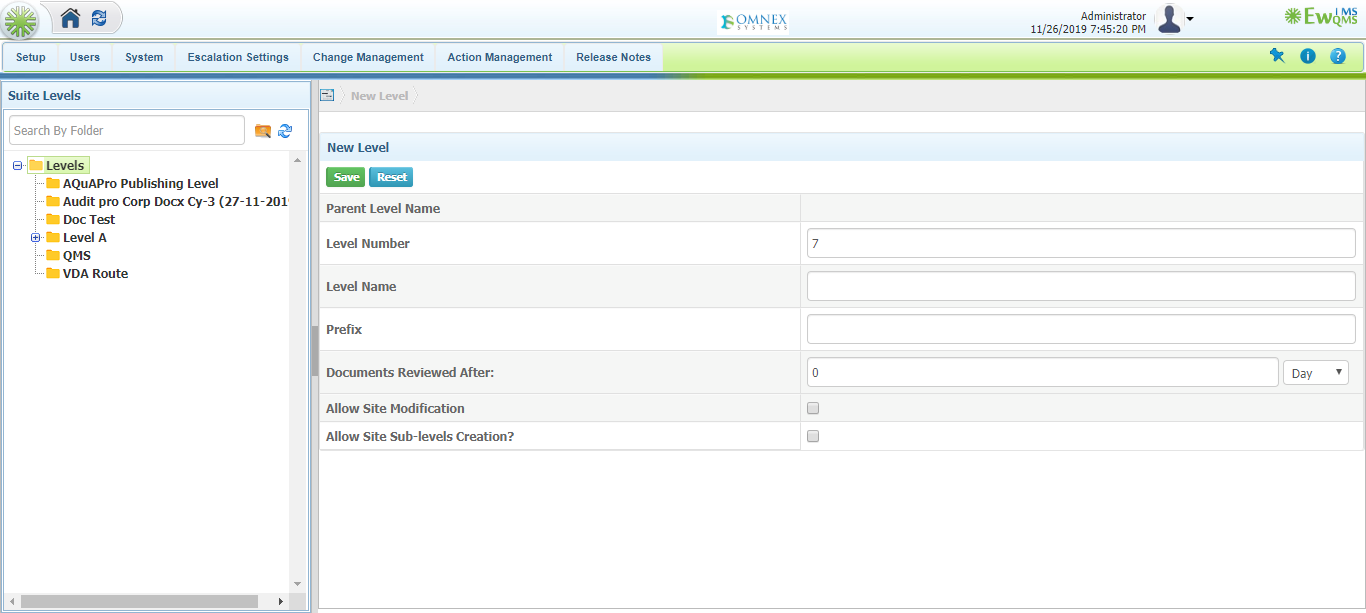 OMNEX
SYSTEMS
Administrator
11/26/2019 7:45:20 PM
EwIMS
QMS
Setup Users System Escalation Settings Change Management Action Management Release Notes
Suite Levels
New Level
Search By Folder
Levels
AQuAPro Publishing Level
Audit pro Corp Docx Cy-3 (27-11-201
Doc Test
Level A
QMS
VDA Route
New Level
Save Reset
Parent Level Name
Level Number 7
Level Name
Prefix
Documents Reviewed After: 0 Day
Allow Site Modification
Allow Site Sub-levels Creation?